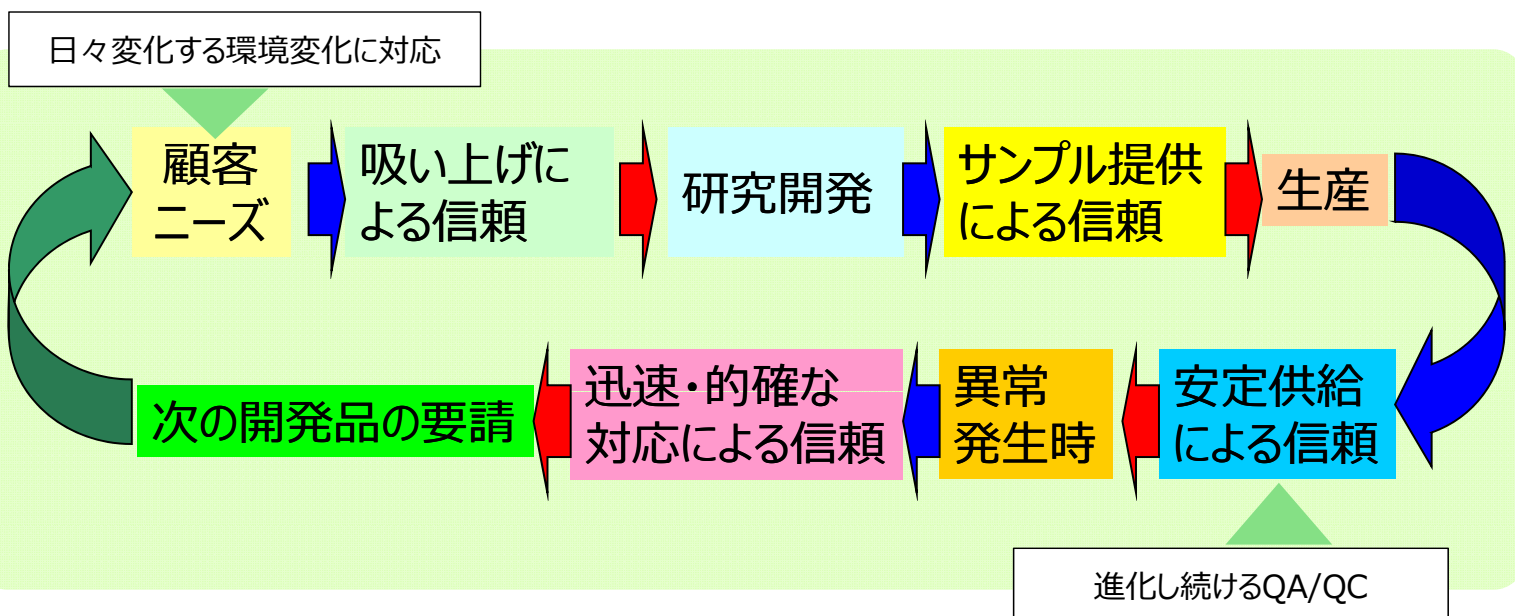 日々変化する環境変化に対応
顧客
ニーズ
吸い上げに
よる信頼
研究開発
サンプル提供
による信頼
生産
安定供給
による信頼
異常
発生時
迅速・的確な
対応による信頼
次の開発品の要請
進化し続けるQA/QC